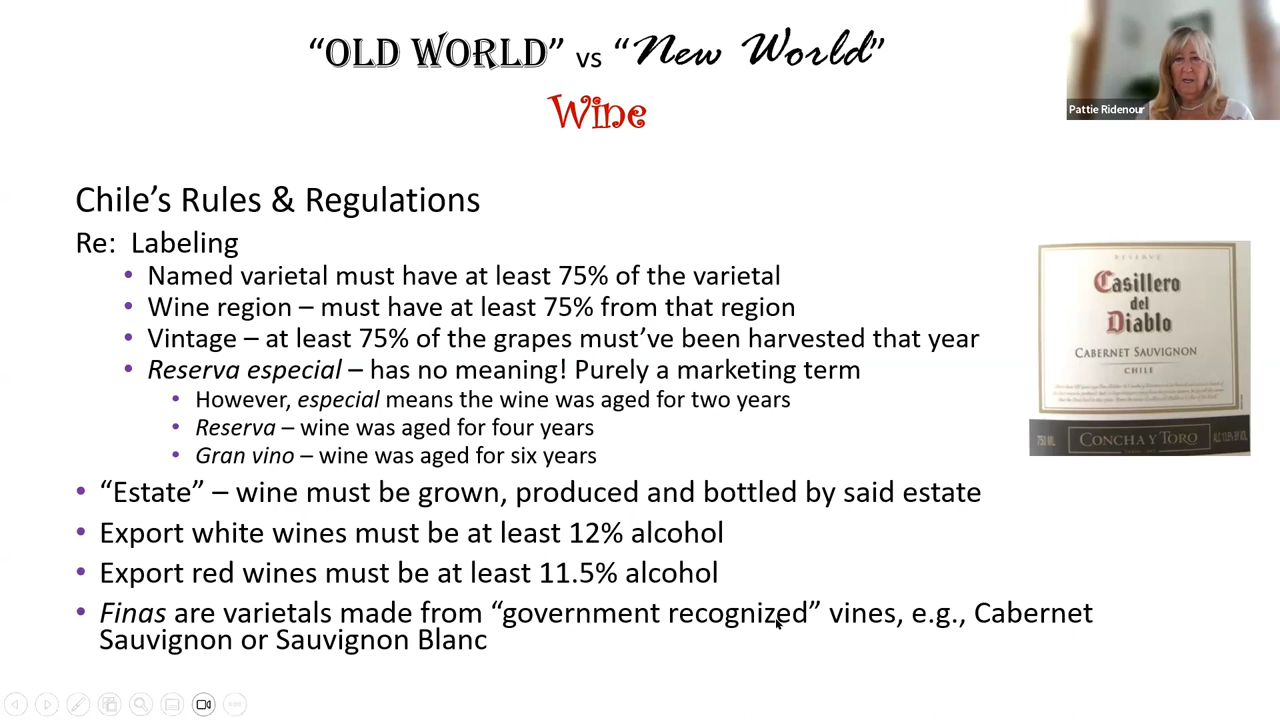 “OLD WORLD” vs “New World”
Wine
Pattie Ridenour
Chile’s Rules & Regulations
Re: Labeling
• Named varietal must have at least 75% of the varietal
• Wine region – must have at least 75% from that region
• Vintage – at least 75% of the grapes must’ve been harvested that year
• Reserva especial – has no meaning! Purely a marketing term
• However, especial means the wine was aged for two years
• Reserva – wine was aged for four years
• Gran vino – wine was aged for six years
• “Estate” – wine must be grown, produced and bottled by said estate
• Export white wines must be at least 12% alcohol
• Export red wines must be at least 11.5% alcohol
• Finas are varietals made from “government recognized” vines, e.g., Cabernet
Sauvignon or Sauvignon Blanc
RESERVE
Casillero
del
Diablo
CABERNET SAUVIGNON
CHILE
750 ML
CONCHA Y TORO